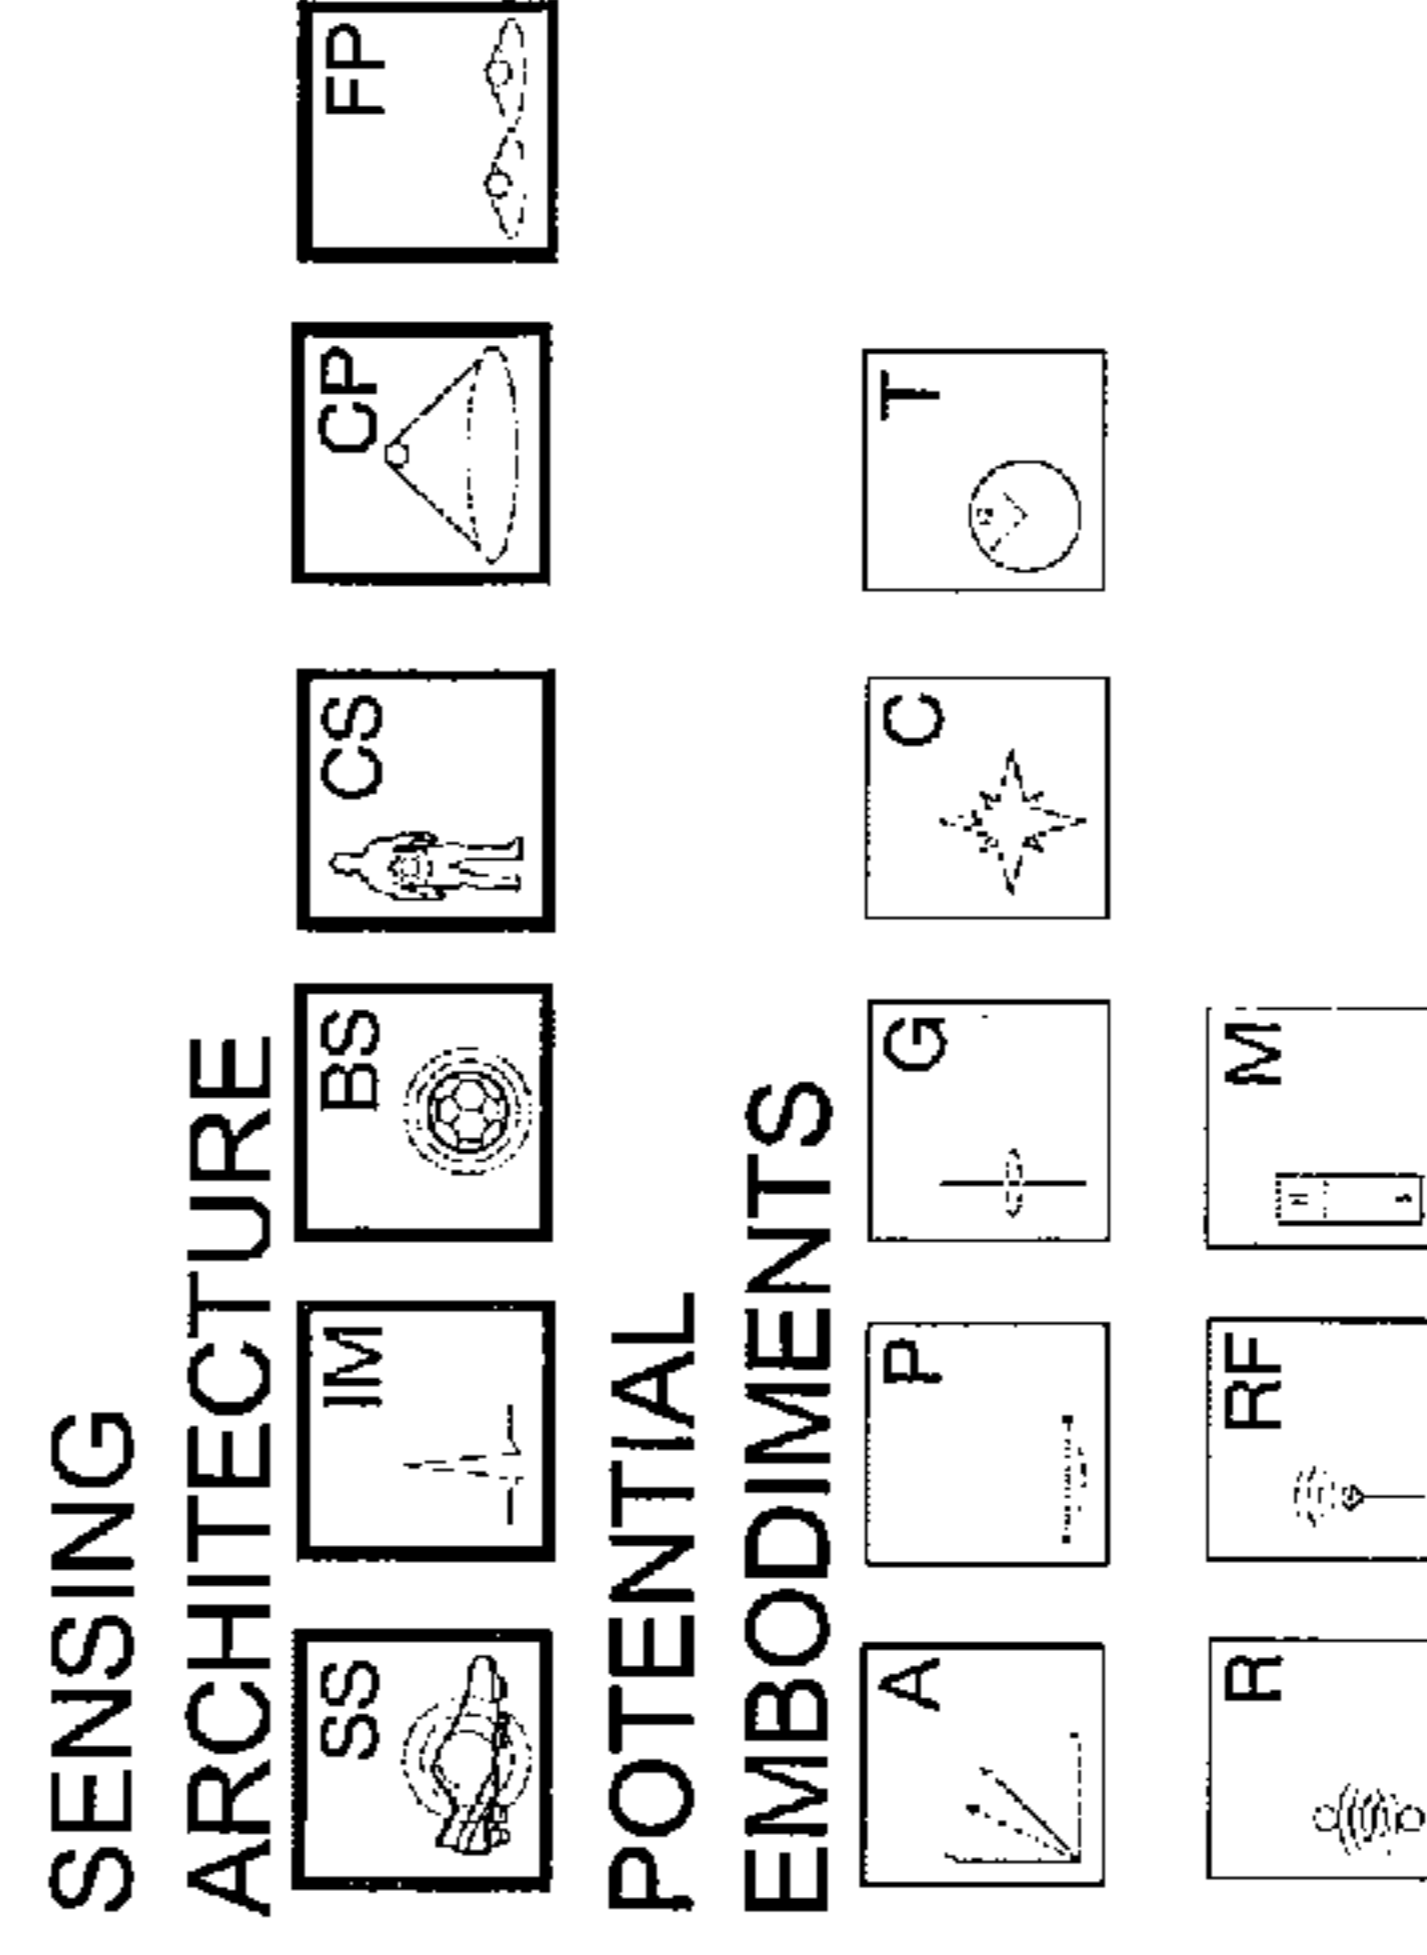 SENSING
ARCHITECTURE
SS IM BS CS CP FP
POTENTIAL
EMBODIMENTS
A P G C T
R RF M